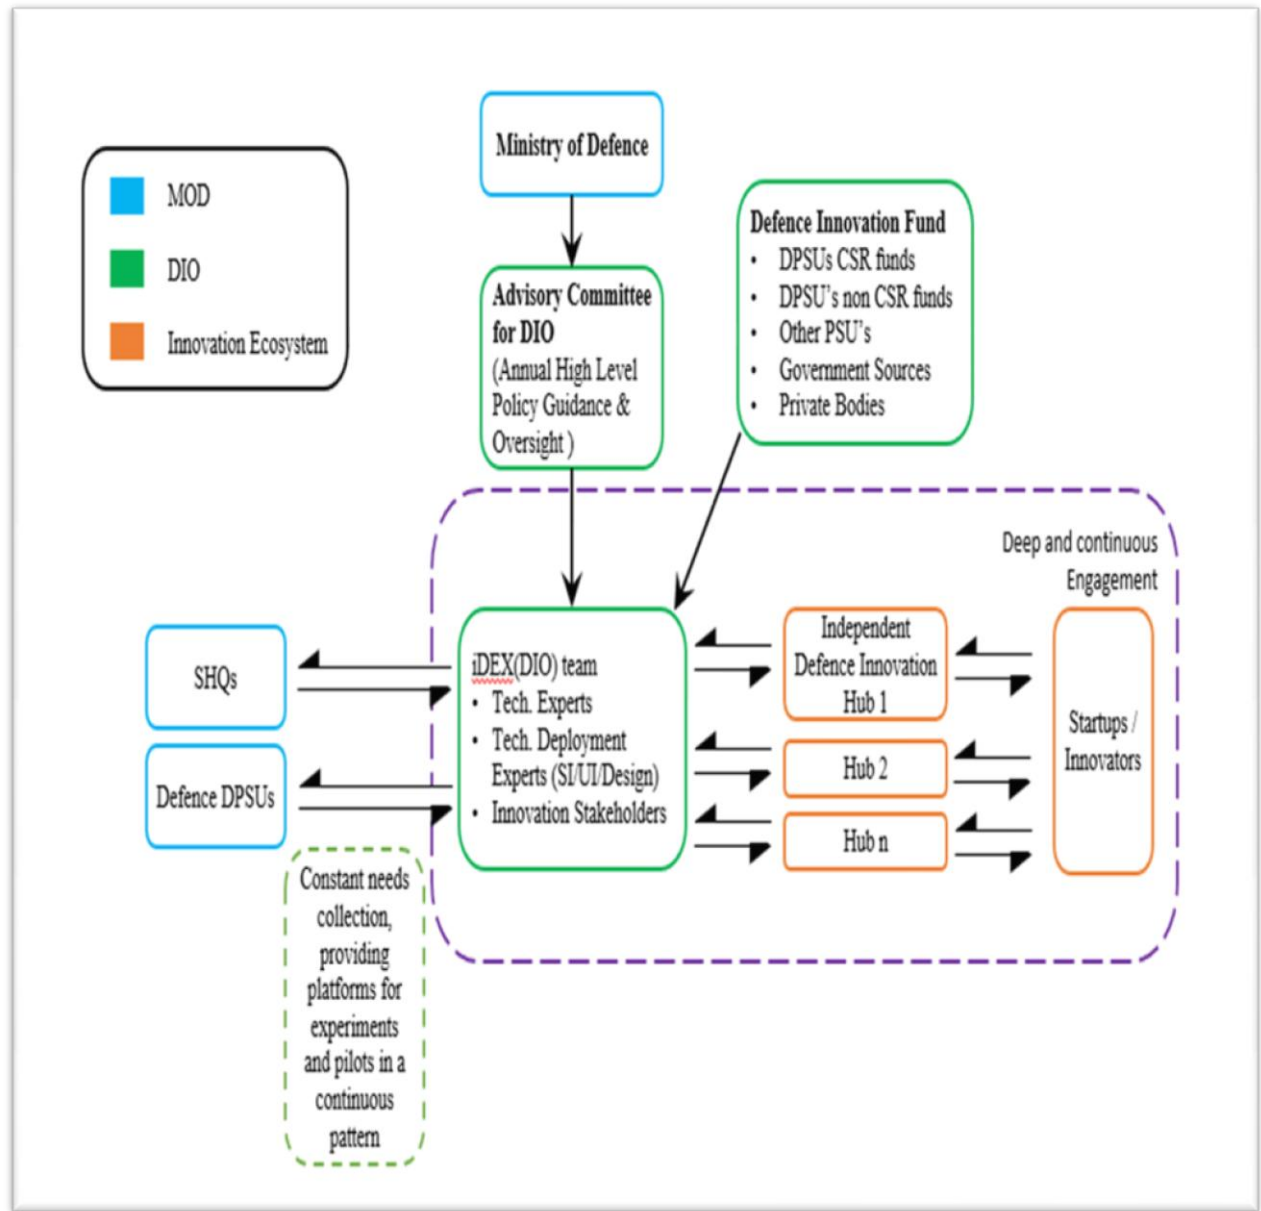 Ministry of Defence
MOD
DIO
Innovation Ecosystem
Advisory Committee
for DIO
(Annual High Level
Policy Guidance &
Oversight )
Defence Innovation Fund
• DPSUs CSR funds
• DPSU's non CSR funds
• Other PSU's
• Government Sources
• Private Bodies
Deep and continuous
Engagement
SHQs
Defence DPSUs
iDEX(DIO) team
• Tech. Experts
• Tech. Deployment
Experts (SI/UI/Design)
• Innovation Stakeholders
Independent
Defence Innovation
Hub 1
Hub 2
Hub n
Startups /
Innovators
Constant needs
collection,
providing
platforms for
experiments
and pilots in a
continuous
pattern